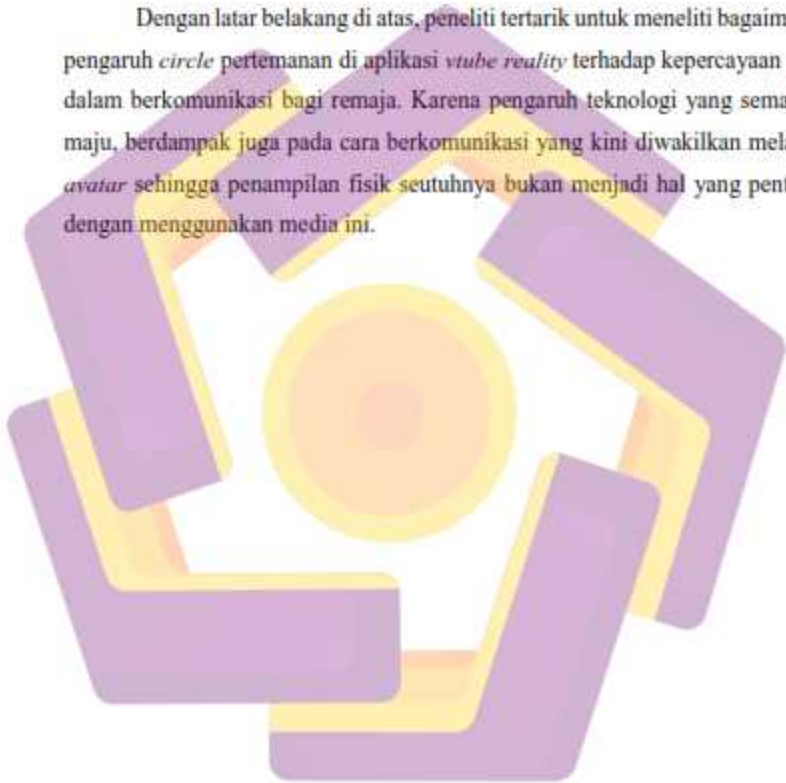 Dengan latar belakang di atas, peneliti tertarik untuk meneliti bagaim
pengaruh circle pertemanan di aplikasi vtube reality terhadap kepercayaan
dalam berkomunikasi bagi remaja. Karena pengaruh teknologi yang sema
maju, berdampak juga pada cara berkomunikasi yang kini diwakilkan mela
avatar sehingga penampilan fisik seutuhnya bukan menjadi hal yang pent
dengan menggunakan media ini.